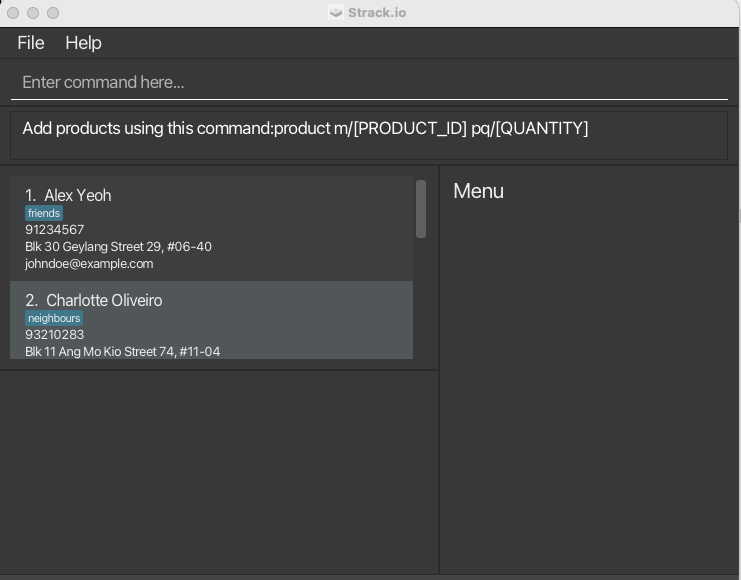 Strack.io
File Help
Enter command here...
Add products using this command:product m/[PRODUCT_ID] pq/[QUANTITY]
1. Alex Yeoh
friends
91234567
Blk 30 Geylang Street 29, #06-40
johndoe@example.com
2. Charlotte Oliveiro
neighbours
93210283
Blk 11 Ang Mo Kio Street 74, #11-04
Menu